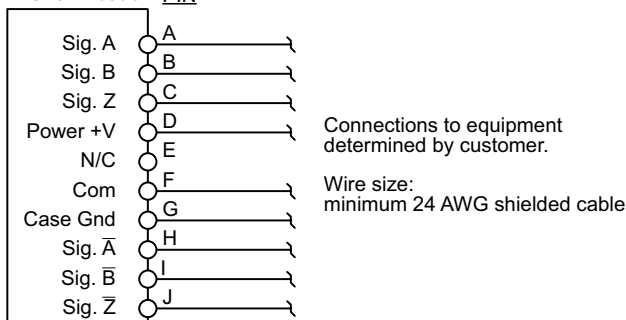 PIN
Sig. A A
Sig. B B
Sig. Z C
Power +V D
N/C E
Com F
Case Gnd G
Sig. A̅ H
Sig. B̅ I
Sig. Z̅ J
Connections to equipment
determined by customer.
Wire size:
minimum 24 AWG shielded cable